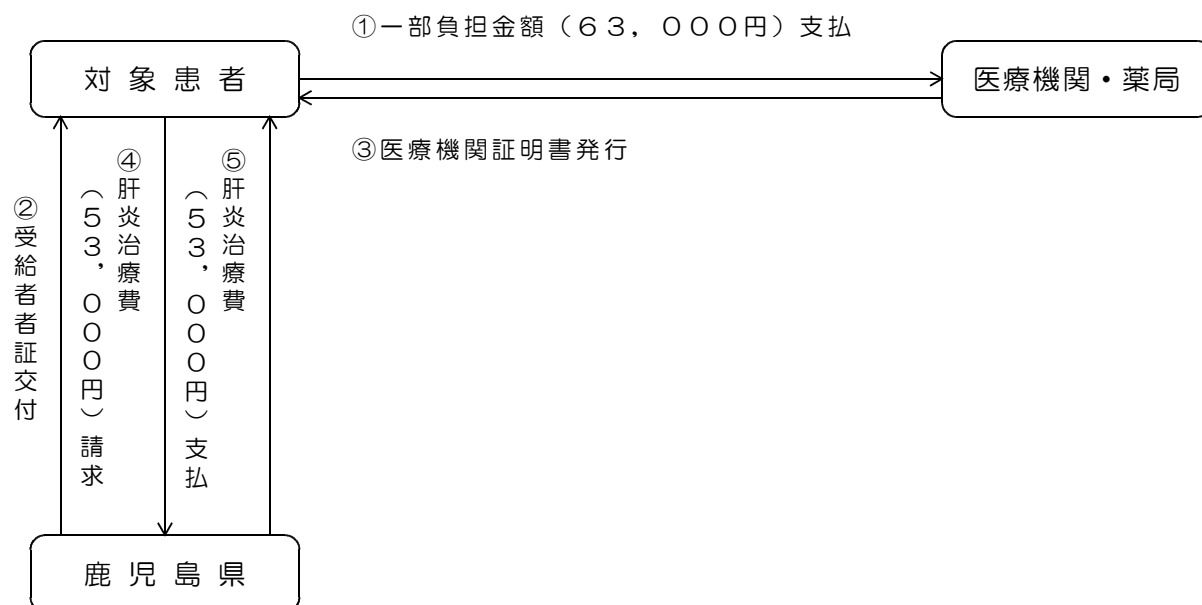 ①一部負担金額（６３，０００円）支払
対象患者
医療機関・薬局
③医療機関証明書発行
②受給者者証交付
④肝炎治療費
（５３，０００円）請求
⑤肝炎治療費
（５３，０００円）支払
鹿児島県